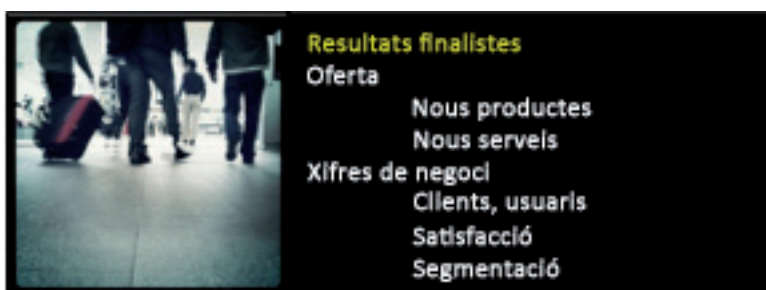 Resultats finalistes
Oferta
Nous productes
Nous serveis
Xifres de negoci
Clients, usuaris
Satisfacció
Segmentació